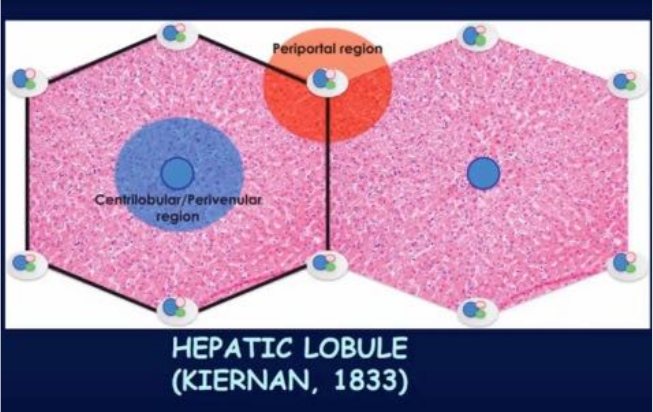 Periportal region
Centrilobular/Perivenular
region
HEPATIC LOBULE
(KIERNAN, 1833)